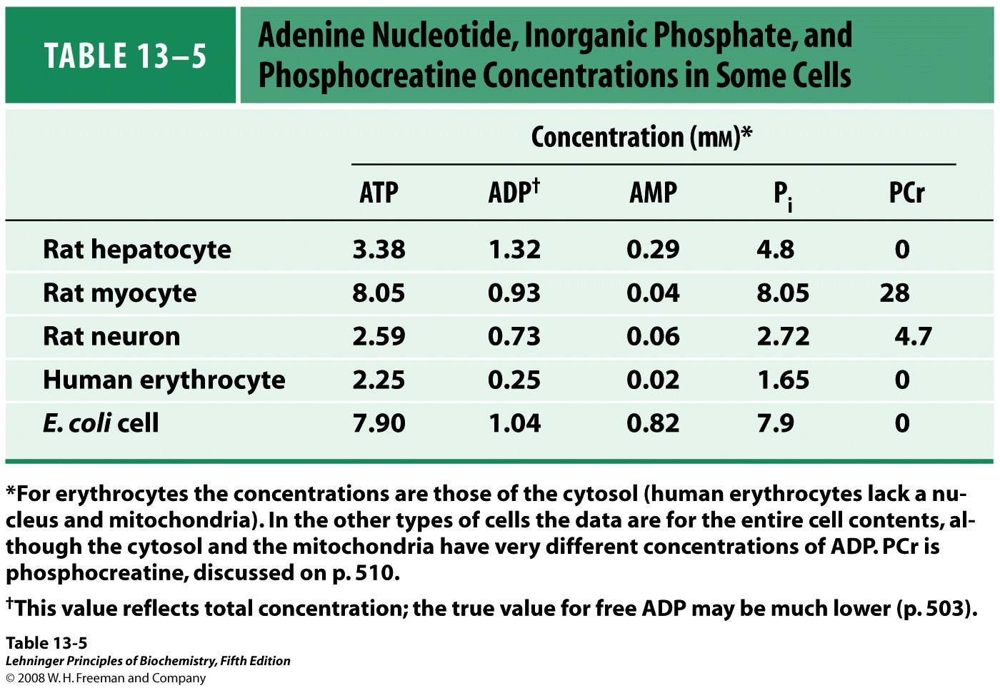 TABLE 13–5
Adenine Nucleotide, Inorganic Phosphate, and
Phosphocreatine Concentrations in Some Cells
Concentration (mM)*
ATP ADP† AMP Pi PCr
Rat hepatocyte 3.38 1.32 0.29 4.8 0
Rat myocyte 8.05 0.93 0.04 8.05 28
Rat neuron 2.59 0.73 0.06 2.72 4.7
Human erythrocyte 2.25 0.25 0.02 1.65 0
E. coli cell 7.90 1.04 0.82 7.9 0
*For erythrocytes the concentrations are those of the cytosol (human erythrocytes lack a nu-
cleus and mitochondria). In the other types of cells the data are for the entire cell contents, al-
though the cytosol and the mitochondria have very different concentrations of ADP. PCr is
phosphocreatine, discussed on p. 510.
†This value reflects total concentration; the true value for free ADP may be much lower (p. 503).
Table 13-5
Lehninger Principles of Biochemistry, Fifth Edition
© 2008 W. H. Freeman and Company